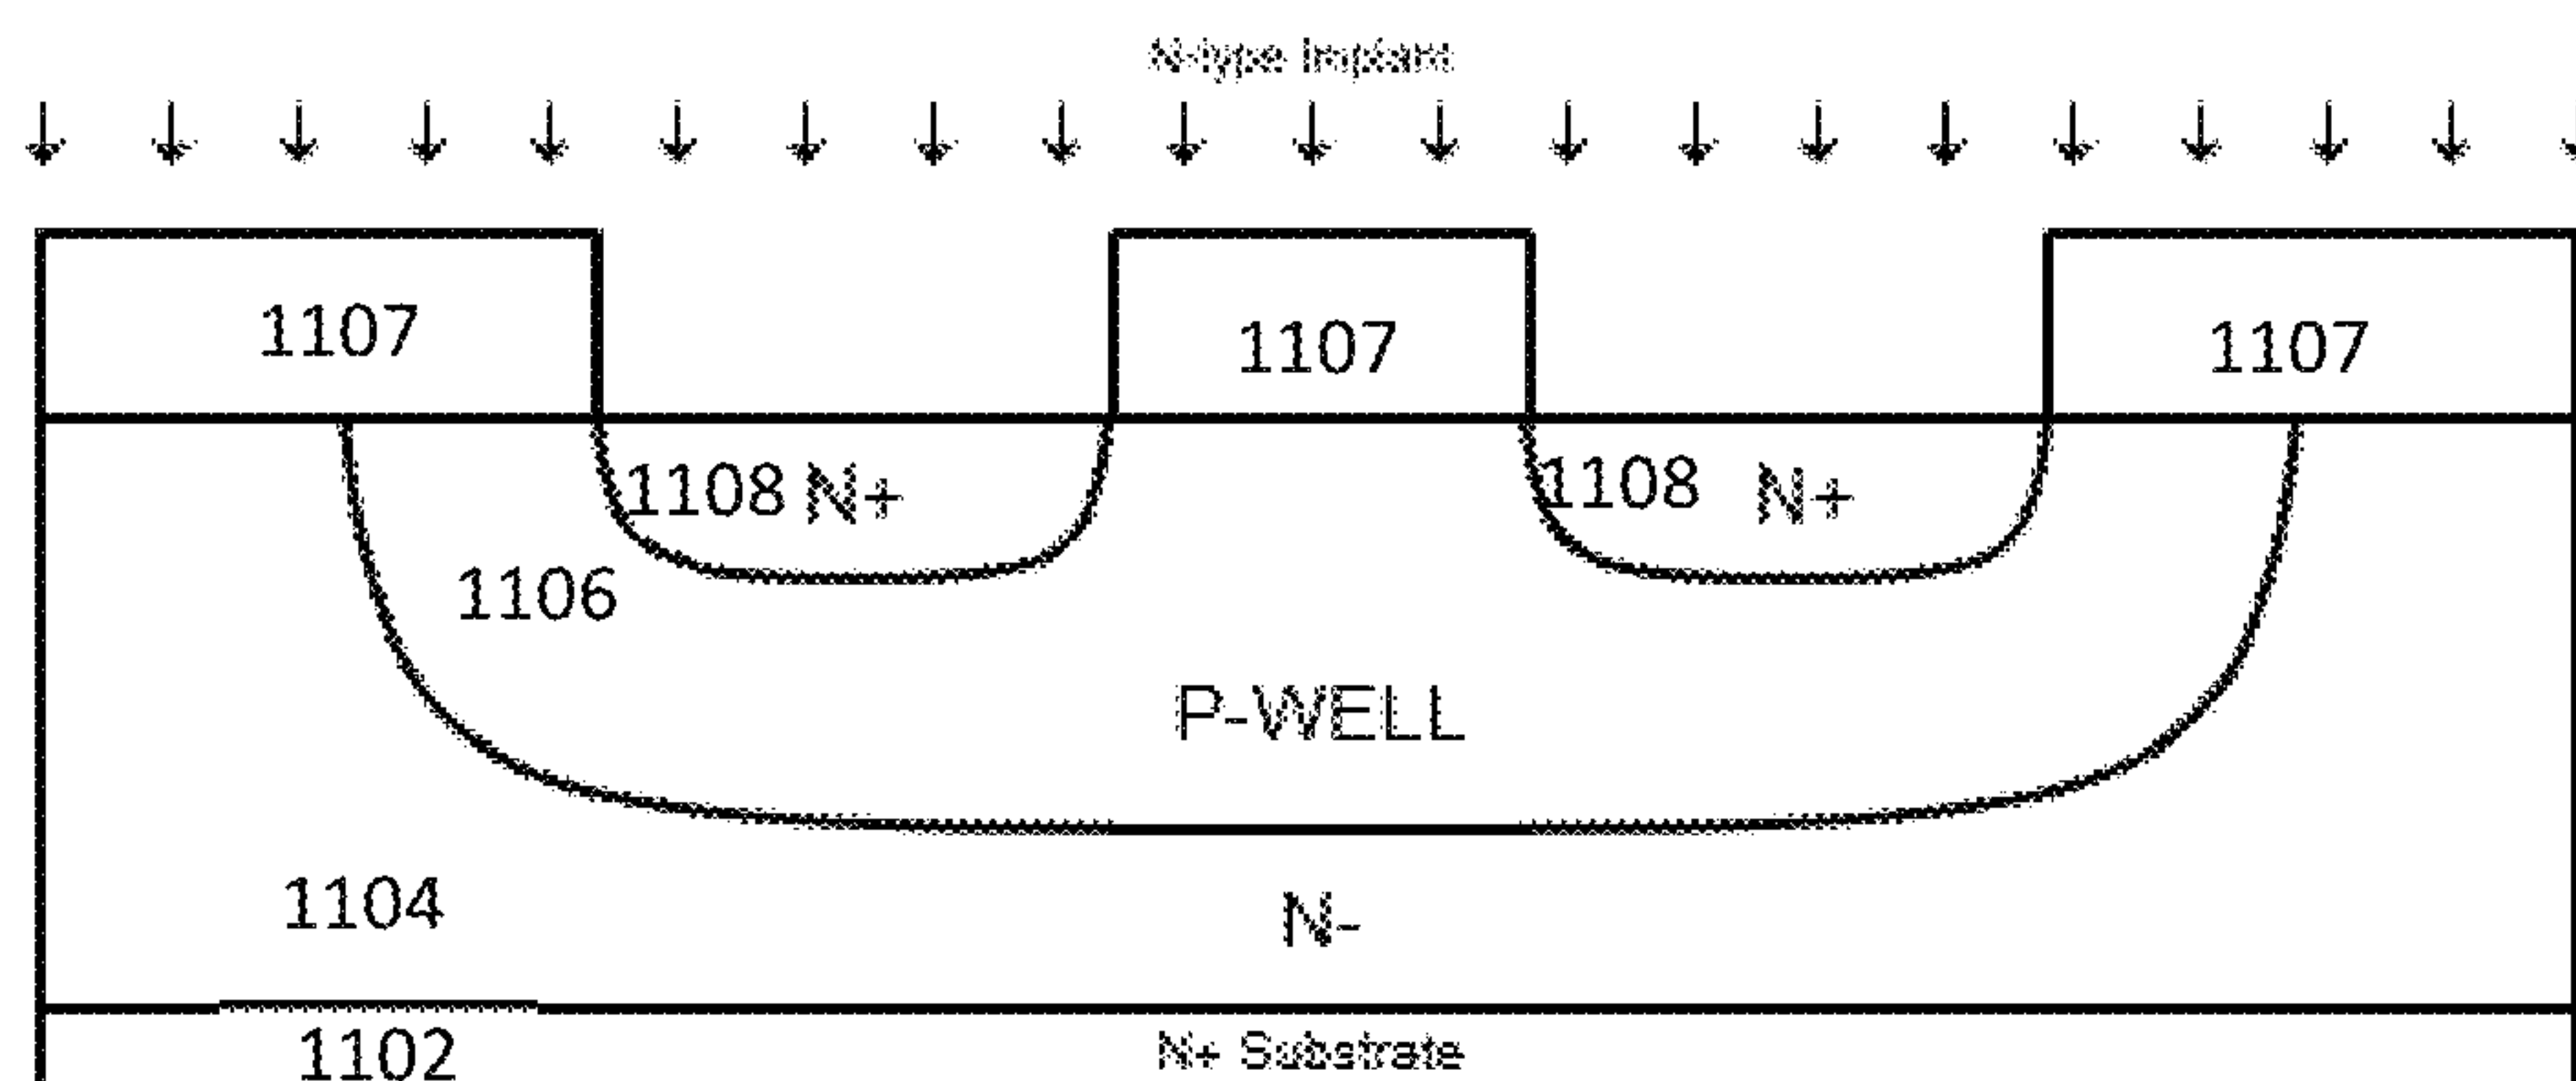 N-type Implant
1107 1107 1107
1108 N+ 1108 N+
1106
P-WELL
1104 N-
1102 N+ Substrate